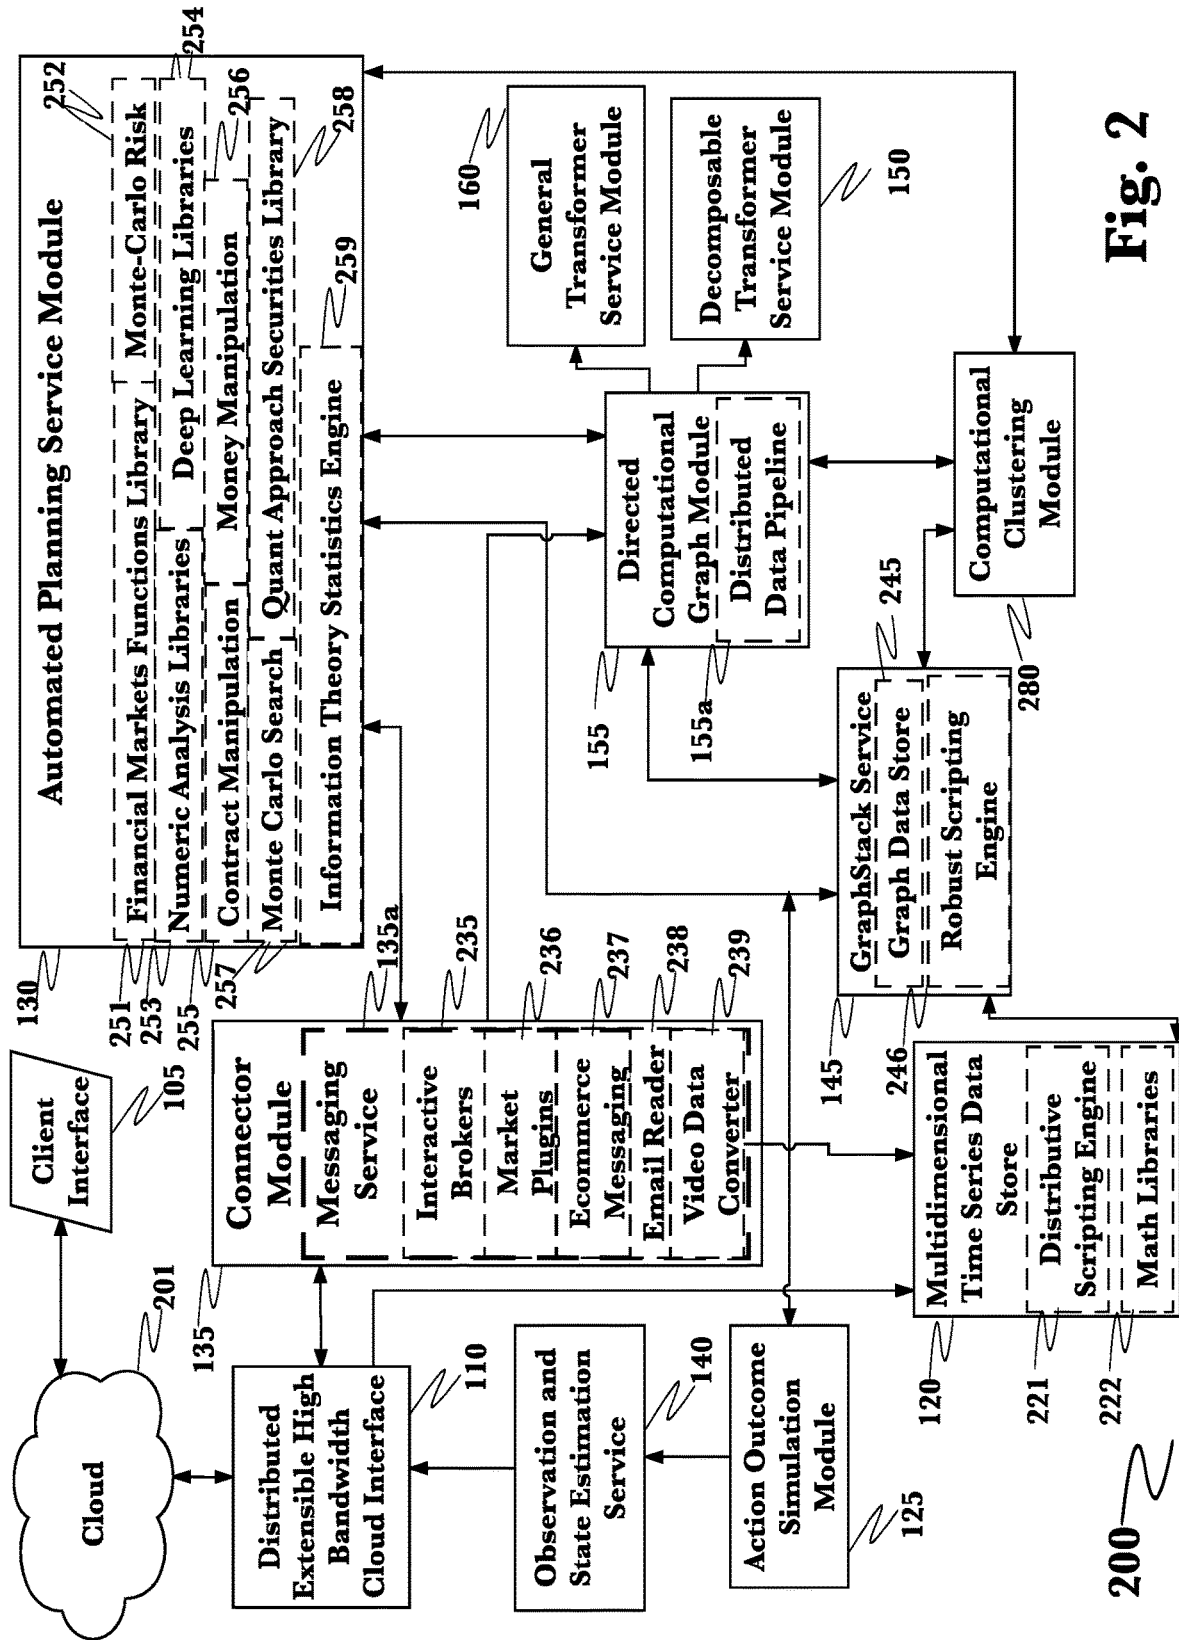 Client
Interface
105
Cloud
201
Automated Planning Service Module
130
252
Financial Markets Functions Library
Monte-Carlo Risk
251
254
Numeric Analysis Libraries
Deep Learning Libraries
253
256
Contract Manipulation
Money Manipulation
255
258
Monte Carlo Search
Quant Approach Securities Library
257
259
Information Theory Statistics Engine
135
Connector
Module
Messaging
Service
135a
Interactive
Brokers
235
Market
Plugins
236
Ecommerce
Messaging
237
Email Reader
238
Video Data
Converter
239
Distributed
Extensible High
Bandwidth
Cloud Interface
110
Observation and
State Estimation
Service
140
Action Outcome
Simulation
Module
125
General
Transformer
Service Module
160
Decomposable
Transformer
Service Module
150
Directed
Computational
Graph Module
155
Distributed
Data Pipeline
155a
GraphStack Service
145
Graph Data Store
245
Robust Scripting
Engine
246
Computational
Clustering
Module
280
Multidimensional
Time Series Data
Store
120
Distributive
Scripting Engine
221
Math Libraries
222
200
Fig. 2